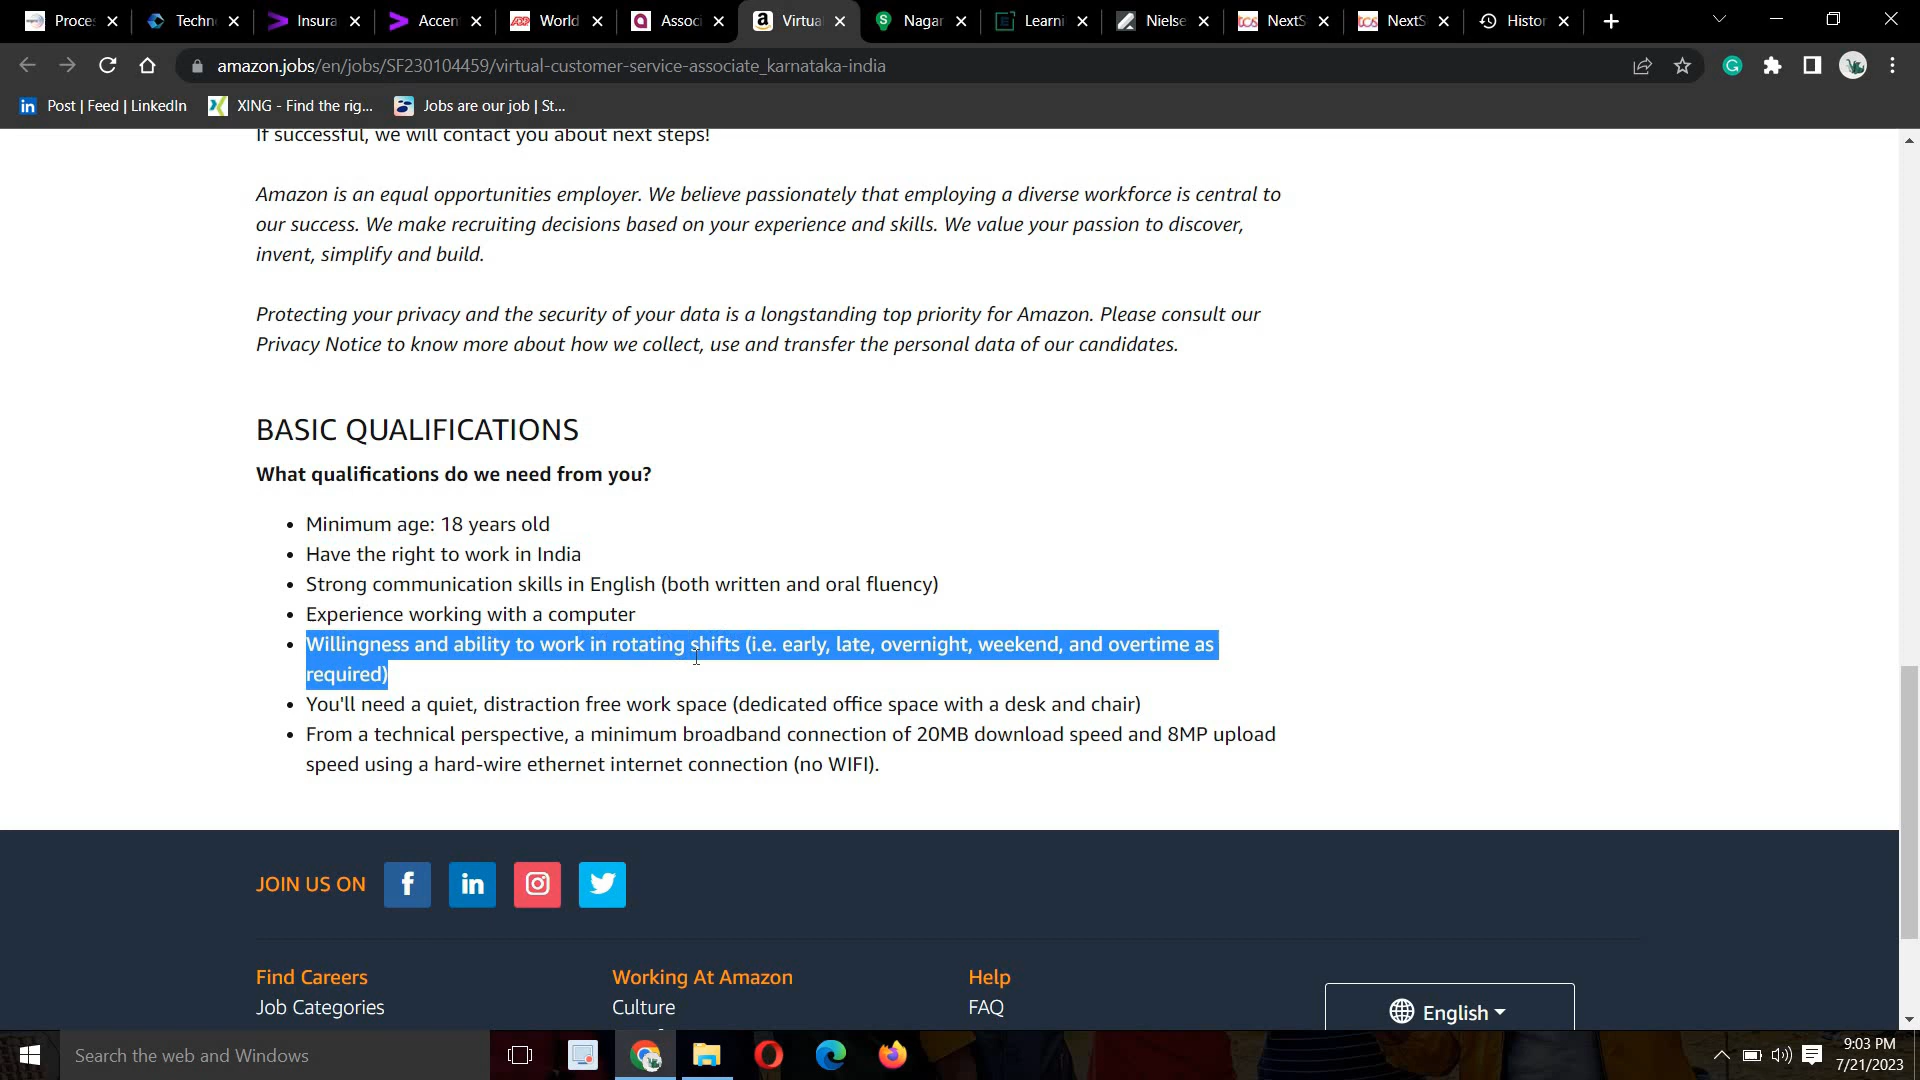 Proces
Techno
Insura
Accen
World
Associ
Virtual
Nagar
Learni
Nielse
NextS
NextS
Histor
amazon.jobs/en/jobs/SF230104459/virtual-customer-service-associate_karnataka-india
Post | Feed | LinkedIn
XING - Find the rig...
Jobs are our job | St...
If successful, we will contact you about next steps!
Amazon is an equal opportunities employer. We believe passionately that employing a diverse workforce is central to
our success. We make recruiting decisions based on your experience and skills. We value your passion to discover,
invent, simplify and build.
Protecting your privacy and the security of your data is a longstanding top priority for Amazon. Please consult our
Privacy Notice to know more about how we collect, use and transfer the personal data of our candidates.
BASIC QUALIFICATIONS
What qualifications do we need from you?
• Minimum age: 18 years old
• Have the right to work in India
• Strong communication skills in English (both written and oral fluency)
• Experience working with a computer
• Willingness and ability to work in rotating shifts (i.e. early, late, overnight, weekend, and overtime as
required)
• You'll need a quiet, distraction free work space (dedicated office space with a desk and chair)
• From a technical perspective, a minimum broadband connection of 20MB download speed and 8MP upload
speed using a hard-wire ethernet internet connection (no WIFI).
JOIN US ON
Find Careers
Working At Amazon
Help
Job Categories
Culture
FAQ
English
Search the web and Windows
9:03 PM
7/21/2023